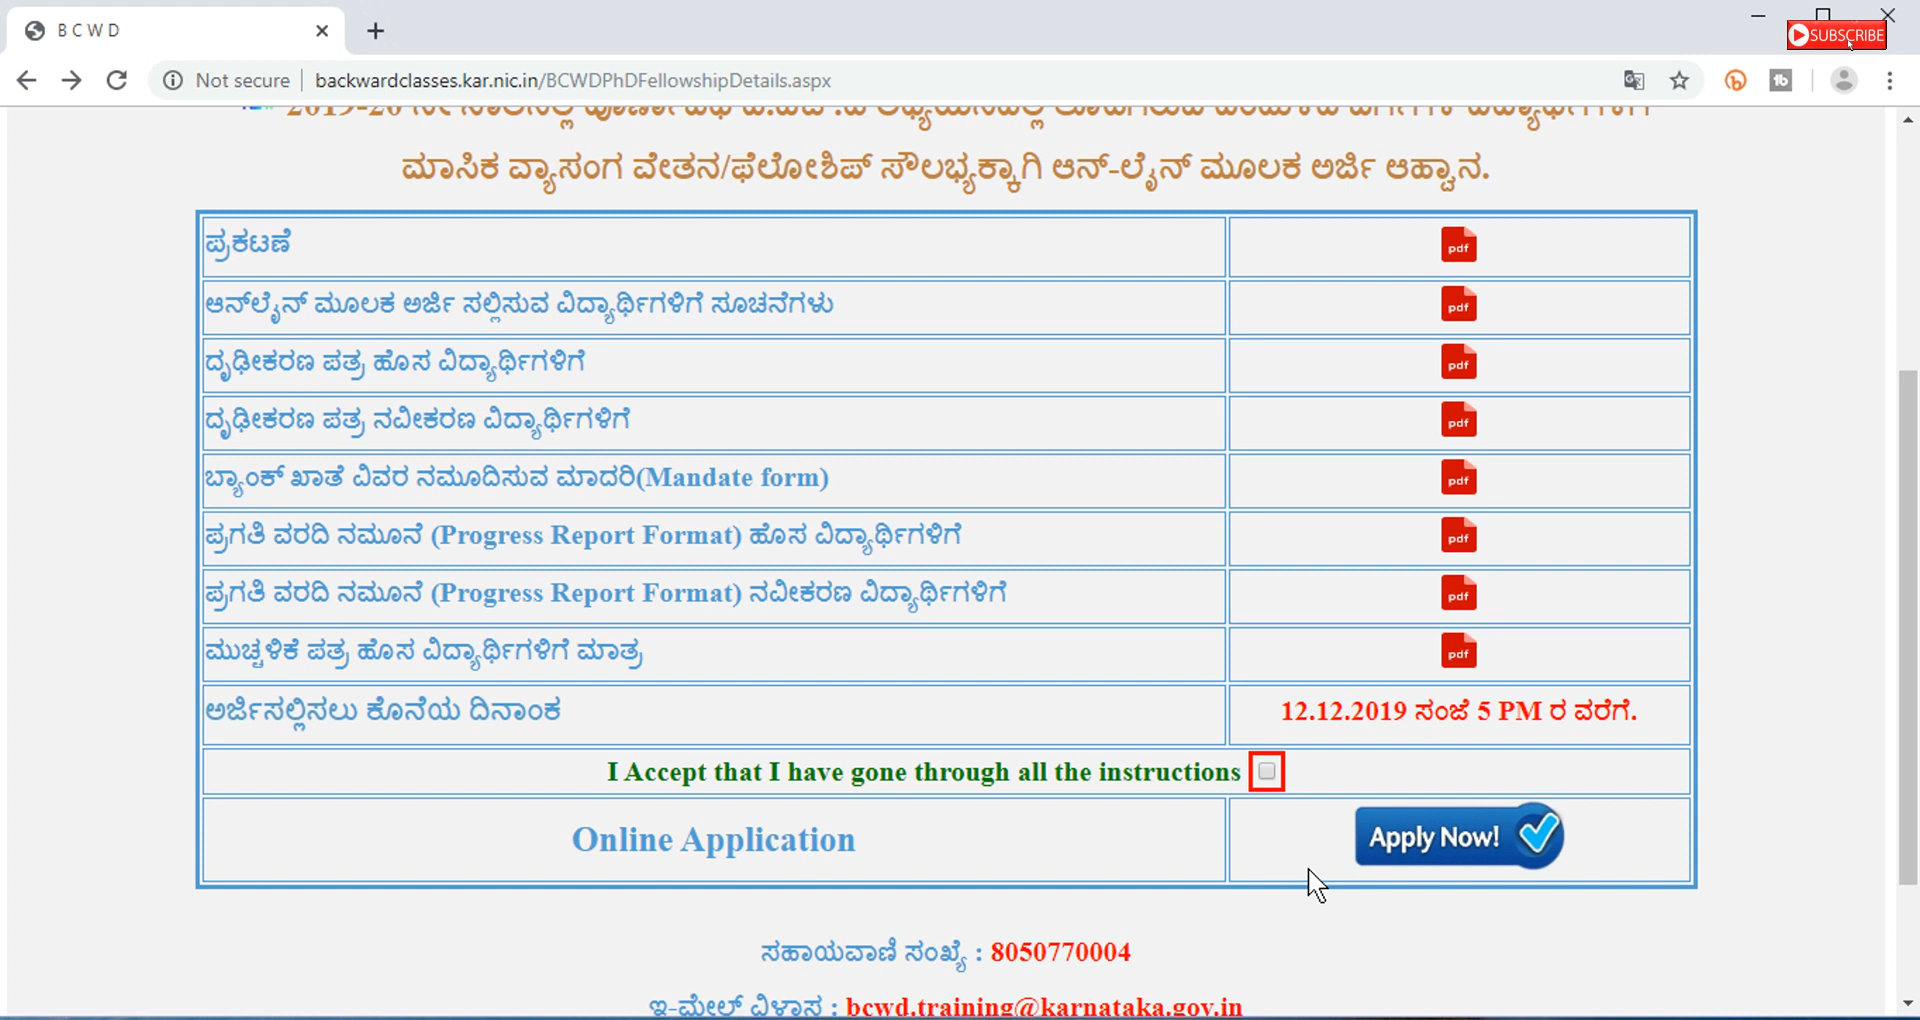 B C W D
SUBSCRIBE
Not secure
backwardclasses.kar.nic.in/BCWDPhDFellowshipDetails.aspx
2019-20
ಮಾಸಿಕ ವ್ಯಾಸಂಗ ವೇತನ/ಫೆಲೋಶಿಪ್ ಸೌಲಭ್ಯಕ್ಕಾಗಿ ಆನ್-ಲೈನ್ ಮೂಲಕ ಅರ್ಜಿ ಆಹ್ವಾನ.
ಪ್ರಕಟಣೆ pdf
ಆನ್‌ಲೈನ್ ಮೂಲಕ ಅರ್ಜಿ ಸಲ್ಲಿಸುವ ವಿದ್ಯಾರ್ಥಿಗಳಿಗೆ ಸೂಚನೆಗಳು pdf
ದೃಢೀಕರಣ ಪತ್ರ ಹೊಸ ವಿದ್ಯಾರ್ಥಿಗಳಿಗೆ pdf
ದೃಢೀಕರಣ ಪತ್ರ ನವೀಕರಣ ವಿದ್ಯಾರ್ಥಿಗಳಿಗೆ pdf
ಬ್ಯಾಂಕ್ ಖಾತೆ ವಿವರ ನಮೂದಿಸುವ ಮಾದರಿ(Mandate form) pdf
ಪ್ರಗತಿ ವರದಿ ನಮೂನೆ (Progress Report Format) ಹೊಸ ವಿದ್ಯಾರ್ಥಿಗಳಿಗೆ pdf
ಪ್ರಗತಿ ವರದಿ ನಮೂನೆ (Progress Report Format) ನವೀಕರಣ ವಿದ್ಯಾರ್ಥಿಗಳಿಗೆ pdf
ಮುಚ್ಚಳಿಕೆ ಪತ್ರ ಹೊಸ ವಿದ್ಯಾರ್ಥಿಗಳಿಗೆ ಮಾತ್ರ pdf
ಅರ್ಜಿಸಲ್ಲಿಸಲು ಕೊನೆಯ ದಿನಾಂಕ 12.12.2019 ಸಂಜೆ 5 PM ರ ವರೆಗೆ.
I Accept that I have gone through all the instructions
Online Application Apply Now!
ಸಹಾಯವಾಣಿ ಸಂಖ್ಯೆ : 8050770004
ಇ-ಮೇಲ್ ವಿಳಾಸ : bcwd.training@karnataka.gov.in